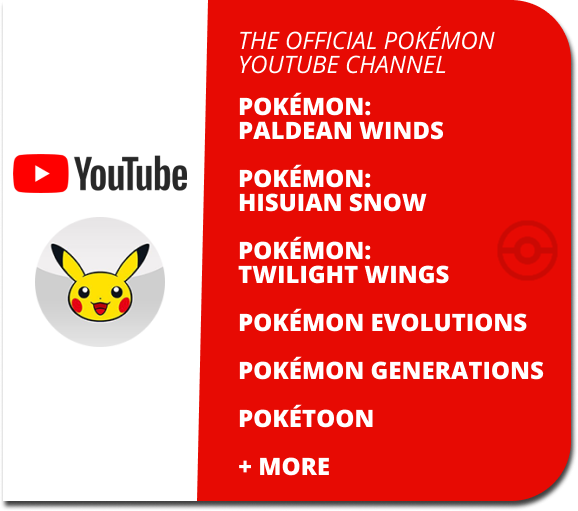 THE OFFICIAL POKÉMON
YOUTUBE CHANNEL
POKÉMON:
PALDEAN WINDS
POKÉMON:
HISUIAN SNOW
YouTube
POKÉMON:
TWILIGHT WINGS
POKÉMON EVOLUTIONS
POKÉMON GENERATIONS
POKÉTOON
+ MORE